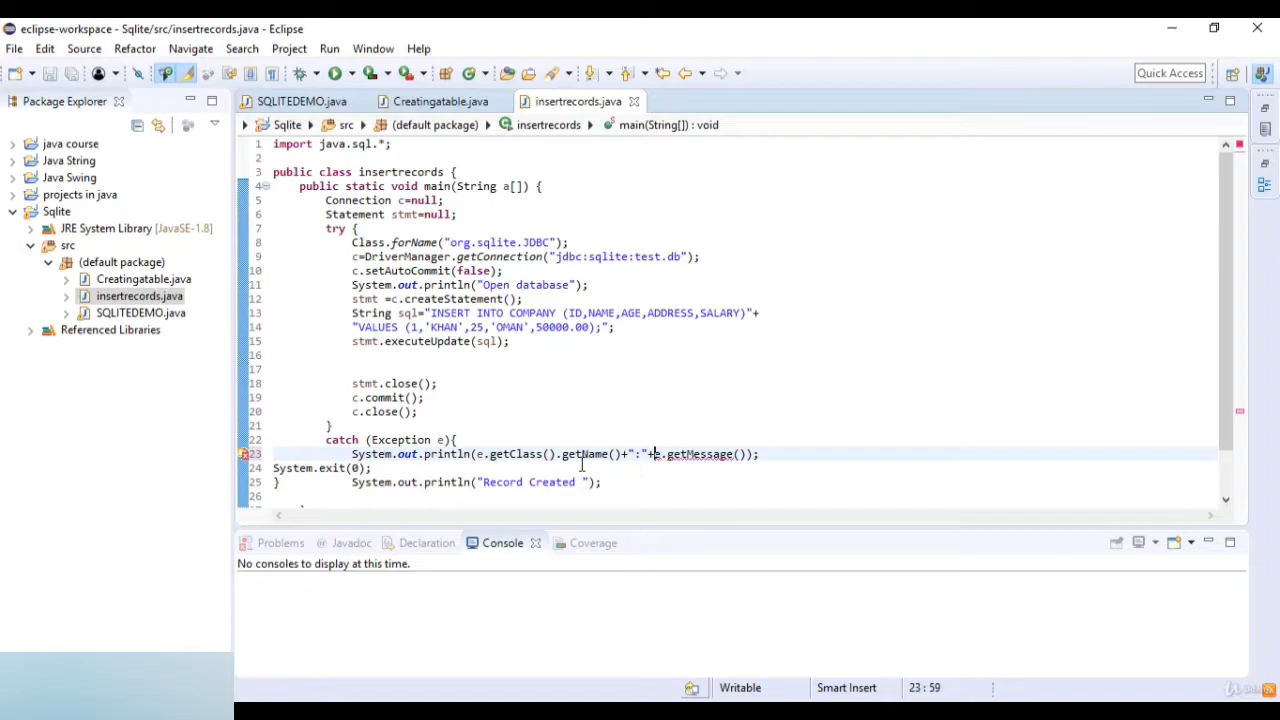 eclipse-workspace - Sqlite/src/insertrecords.java - Eclipse
File Edit Source Refactor Navigate Search Project Run Window Help
Quick Access
Package Explorer
SQLITEDEMO.java Creatingatable.java insertrecords.java
Sqlite src (default package) insertrecords main(String[]) : void
java course
Java String
Java Swing
projects in java
Sqlite
JRE System Library [JavaSE-1.8]
src
(default package)
Creatingatable.java
insertrecords.java
SQLITEDEMO.java
Referenced Libraries
1 import java.sql.*;
2
3 public class insertrecords {
4 public static void main(String a[]) {
5 Connection c=null;
6 Statement stmt=null;
7 try {
8 Class.forName("org.sqlite.JDBC");
9 c=DriverManager.getConnection("jdbc:sqlite:test.db");
10 c.setAutoCommit(false);
11 System.out.println("Open database");
12 stmt =c.createStatement();
13 String sql="INSERT INTO COMPANY (ID,NAME,AGE,ADDRESS,SALARY)"+
14 "VALUES (1,'KHAN',25,'OMAN',50000.00);";
15 stmt.executeUpdate(sql);
16
17
18 stmt.close();
19 c.commit();
20 c.close();
21 }
22 catch (Exception e){
23 System.out.println(e.getClass().getName()+":"+e.getMessage());
24 System.exit(0);
25 } System.out.println("Record Created ");
26
Problems Javadoc Declaration Console Coverage
No consoles to display at this time.
Writable Smart Insert 23 : 59